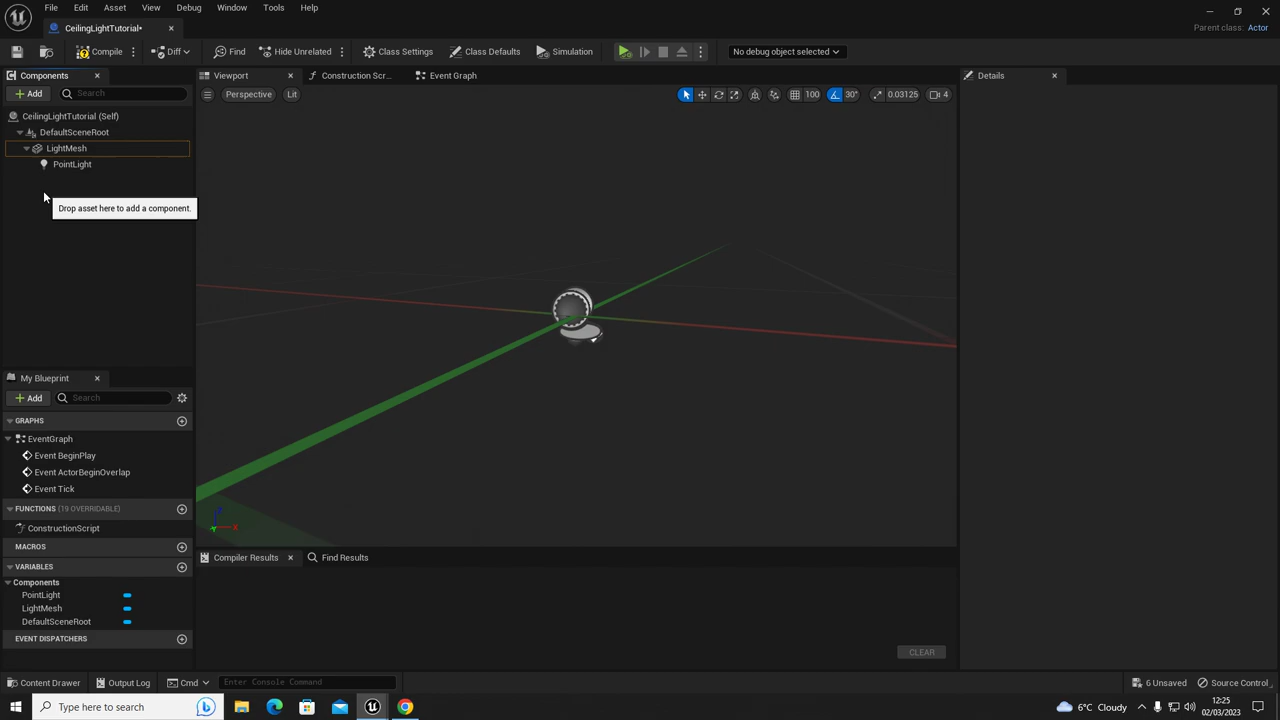 File Edit Asset View Debug Window Tools Help
CeilingLightTutorial•
Parent class: Actor
Compile Diff Find Hide Unrelated Class Settings Class Defaults Simulation No debug object selected
Components Viewport Construction Scr... Event Graph Details
Add Search Perspective Lit 100 30° 0.03125 4
CeilingLightTutorial (Self)
DefaultSceneRoot
LightMesh
PointLight
Drop asset here to add a component.
My Blueprint
Add Search
GRAPHS
EventGraph
Event BeginPlay
Event ActorBeginOverlap
Event Tick
FUNCTIONS (19 OVERRIDABLE)
ConstructionScript
MACROS
VARIABLES
Components
PointLight
LightMesh
DefaultSceneRoot
EVENT DISPATCHERS
Z
X
Compiler Results Find Results
CLEAR
Content Drawer Output Log Cmd Enter Console Command 6 Unsaved Source Control
Type here to search 6°C Cloudy 12:25
02/03/2023